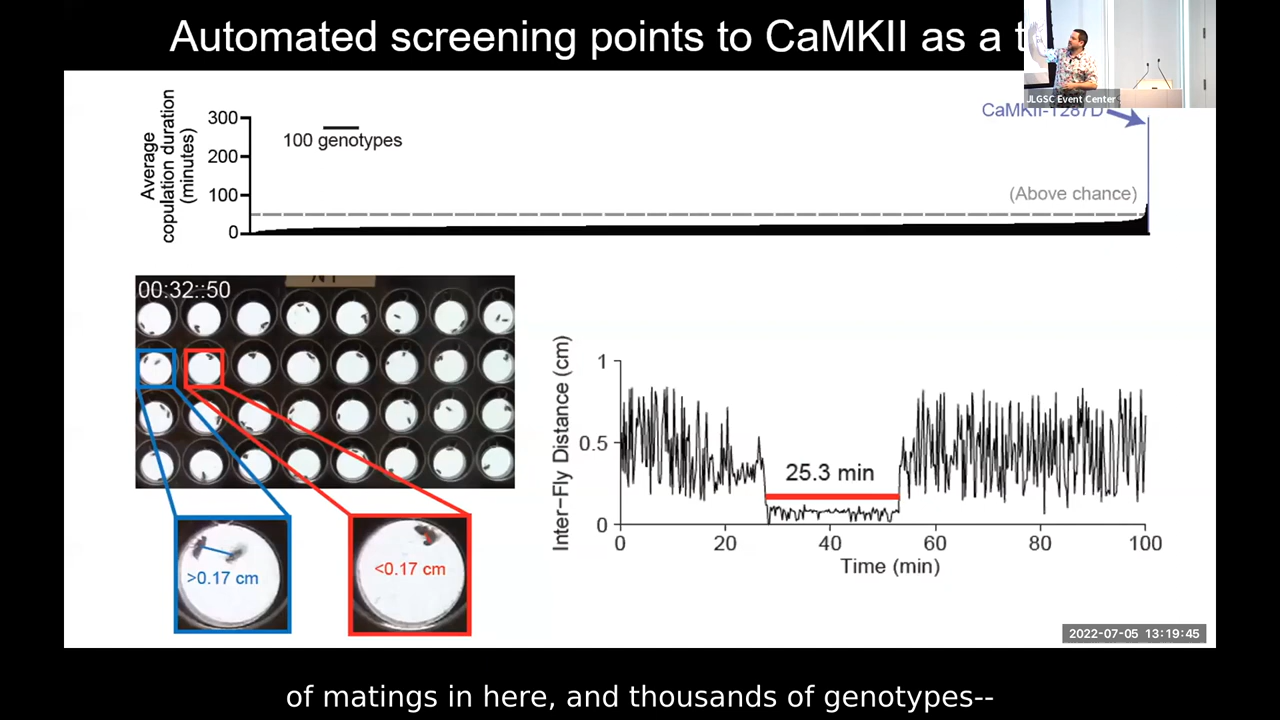 Automated screening points to CaMKII as a
JLGSC Event Center
CaMKII-T287D
Average
copulation duration
(minutes)
300
200
100
0
100 genotypes
(Above chance)
00:32::50
>0.17 cm
<0.17 cm
Inter-Fly Distance (cm)
1
0.5
0
25.3 min
0 20 40 60 80 100
Time (min)
2022-07-05 13:19:45
of matings in here, and thousands of genotypes--